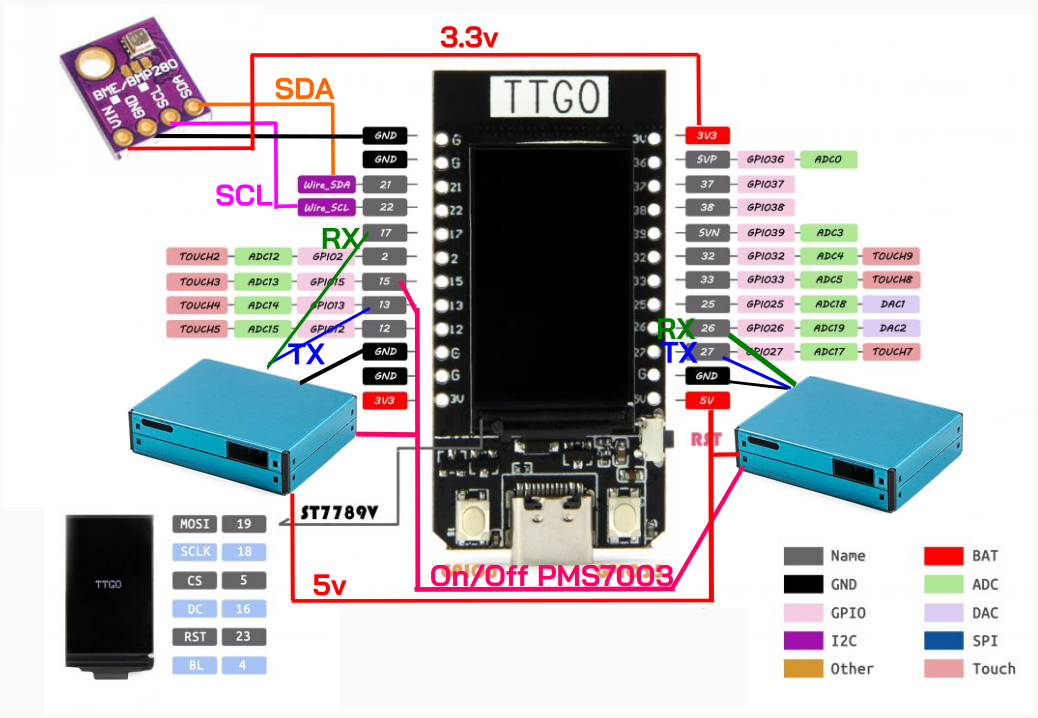 3.3v
BME/BMP280
VIN
GND
SCL
SDA
SDA
SCL
TTGO
GND
GND
Wire_SDA 21
Wire_SCL 22
RX 17
TOUCH2 ADC12 GPIO2 2
TOUCH3 ADC13 GPIO15 15
TOUCH4 ADC14 GPIO13 13
TOUCH5 ADC15 GPIO12 12
TX
GND
GND
3V3
G
G
21
22
17
2
15
13
12
G
G
3V
3V
36
37
38
39
32
33
25
26
27
G
5V
3V3
SVP GPIO36 ADC0
37 GPIO37
38 GPIO38
SVN GPIO39 ADC3
32 GPIO32 ADC4 TOUCH9
33 GPIO33 ADC5 TOUCH8
25 GPIO25 ADC18 DAC1
RX 26 GPIO26 ADC19 DAC2
TX 27 GPIO27 ADC17 TOUCH7
GND
5V
RST
ST7789V
MOSI 19
SCLK 18
CS 5
DC 16
RST 23
BL 4
TTGO
5v
On/Off PMS7003
Name
GND
GPIO
I2C
Other
BAT
ADC
DAC
SPI
Touch